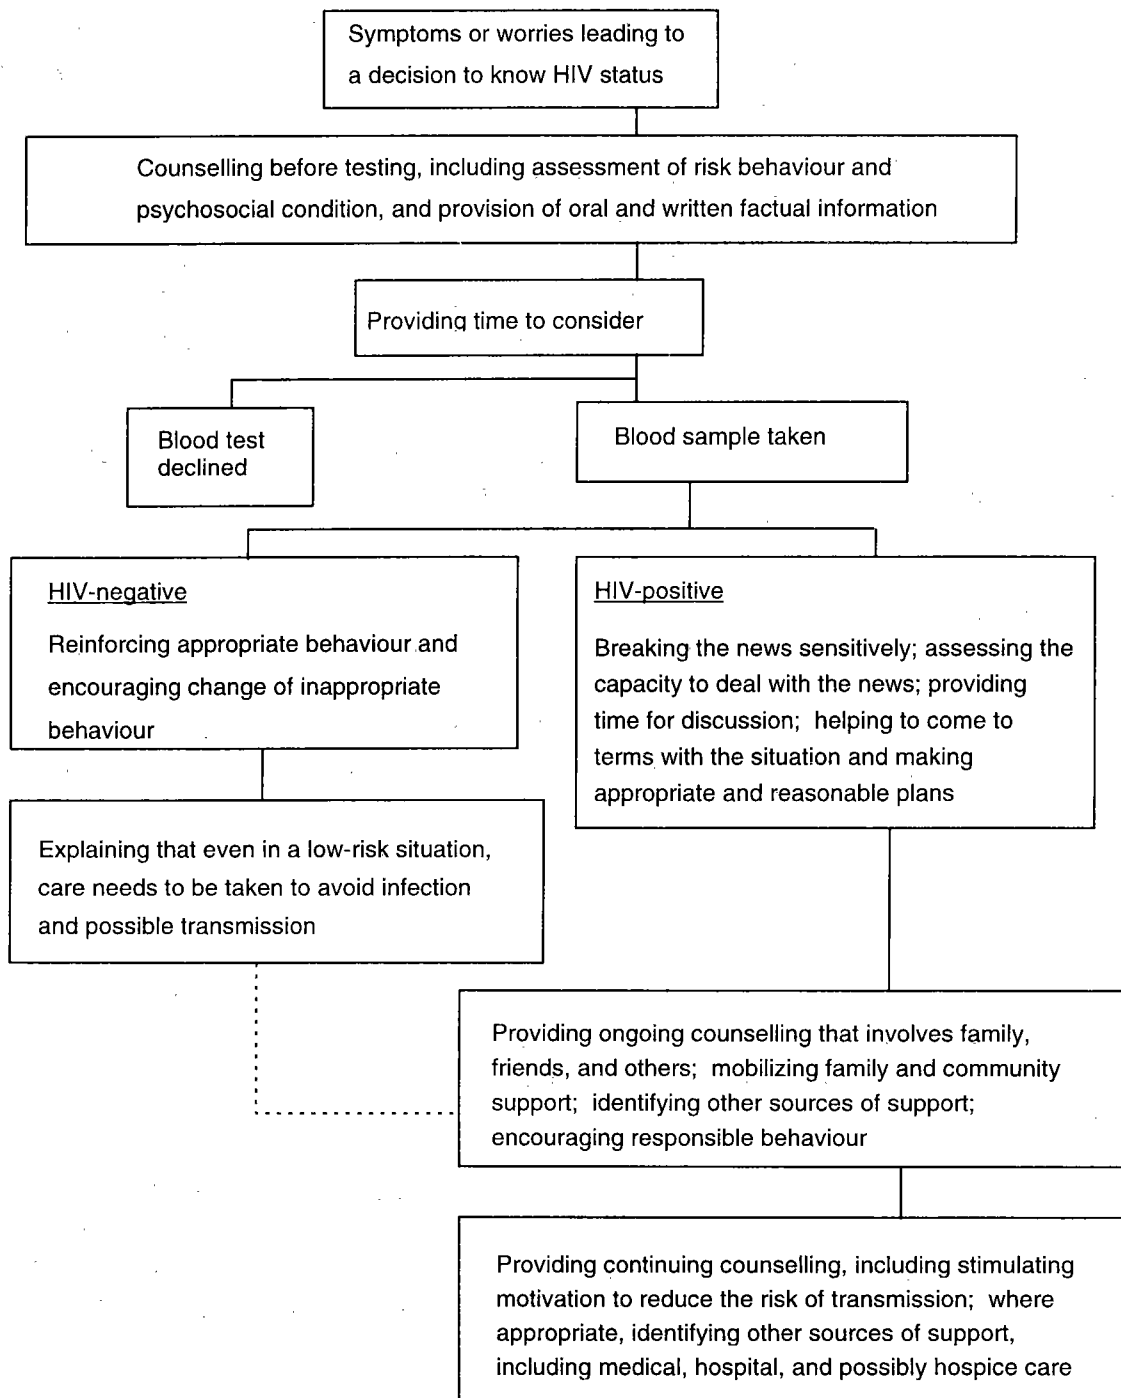 Symptoms or worries leading to
a decision to know HIV status
Counselling before testing, including assessment of risk behaviour and
psychosocial condition, and provision of oral and written factual information
Providing time to consider
Blood test
declined
Blood sample taken
HIV-negative
Reinforcing appropriate behaviour and
encouraging change of inappropriate
behaviour
HIV-positive
Breaking the news sensitively; assessing the
capacity to deal with the news; providing
time for discussion; helping to come to
terms with the situation and making
appropriate and reasonable plans
Explaining that even in a low-risk situation,
care needs to be taken to avoid infection
and possible transmission
Providing ongoing counselling that involves family,
friends, and others; mobilizing family and community
support; identifying other sources of support;
encouraging responsible behaviour
Providing continuing counselling, including stimulating
motivation to reduce the risk of transmission; where
appropriate, identifying other sources of support,
including medical, hospital, and possibly hospice care